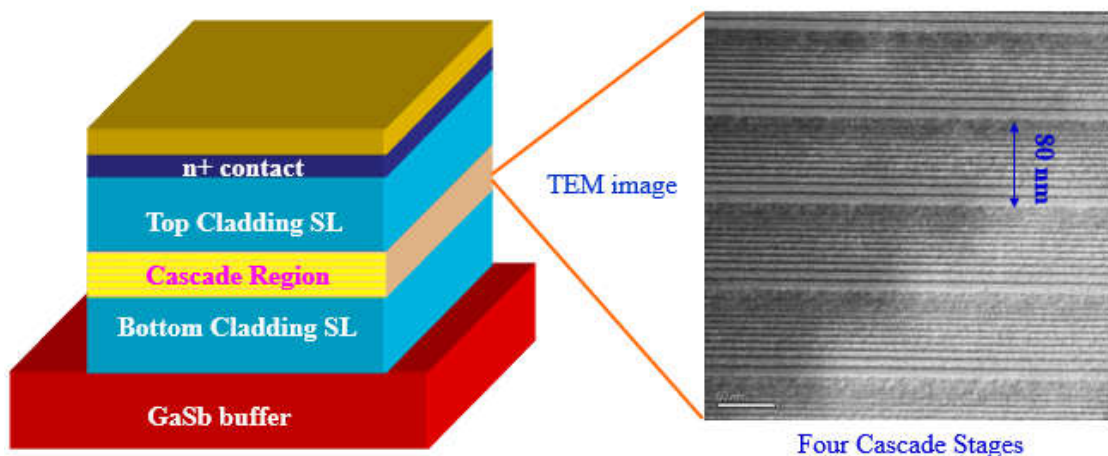 n+ contact
Top Cladding SL
Cascade Region
Bottom Cladding SL
GaSb buffer
TEM image
80 nm
Four Cascade Stages